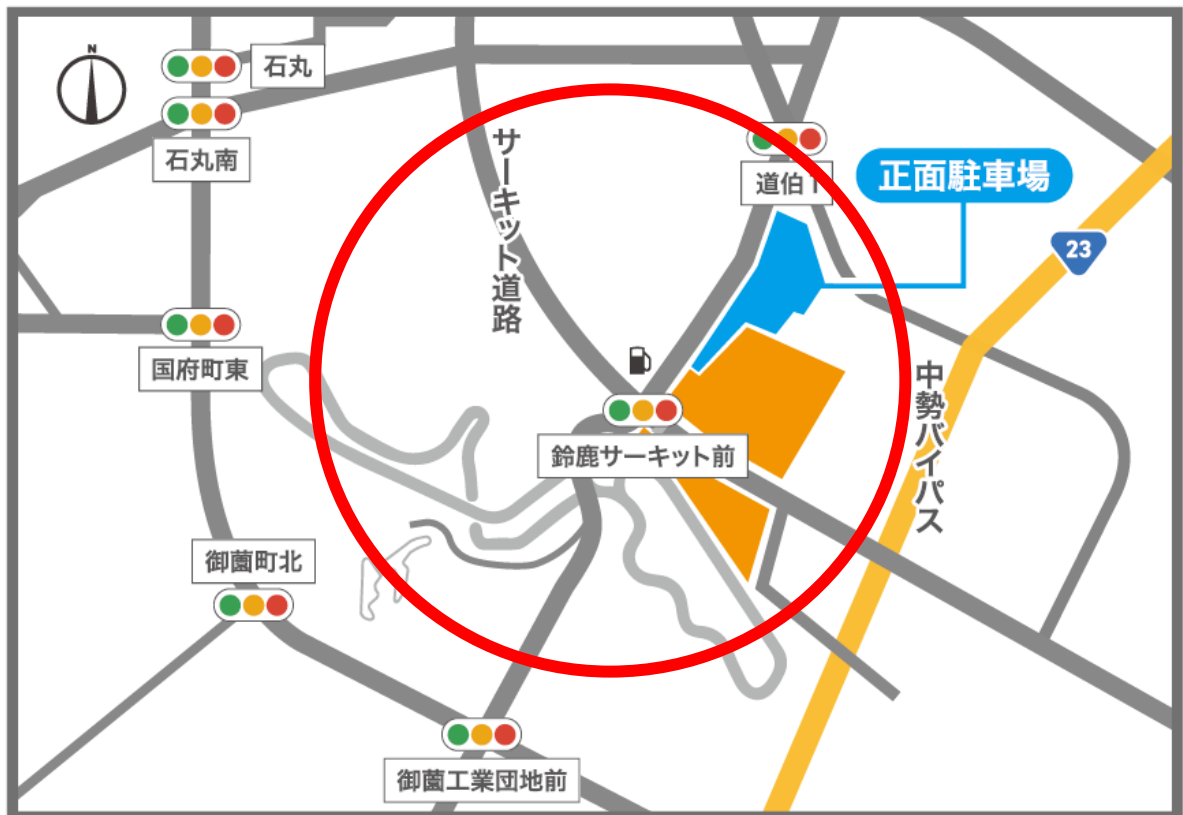 N
石丸
石丸南
サーキット道路
道伯1
正面駐車場
23
国府町東
中勢バイパス
鈴鹿サーキット前
御薗町北
御薗工業団地前